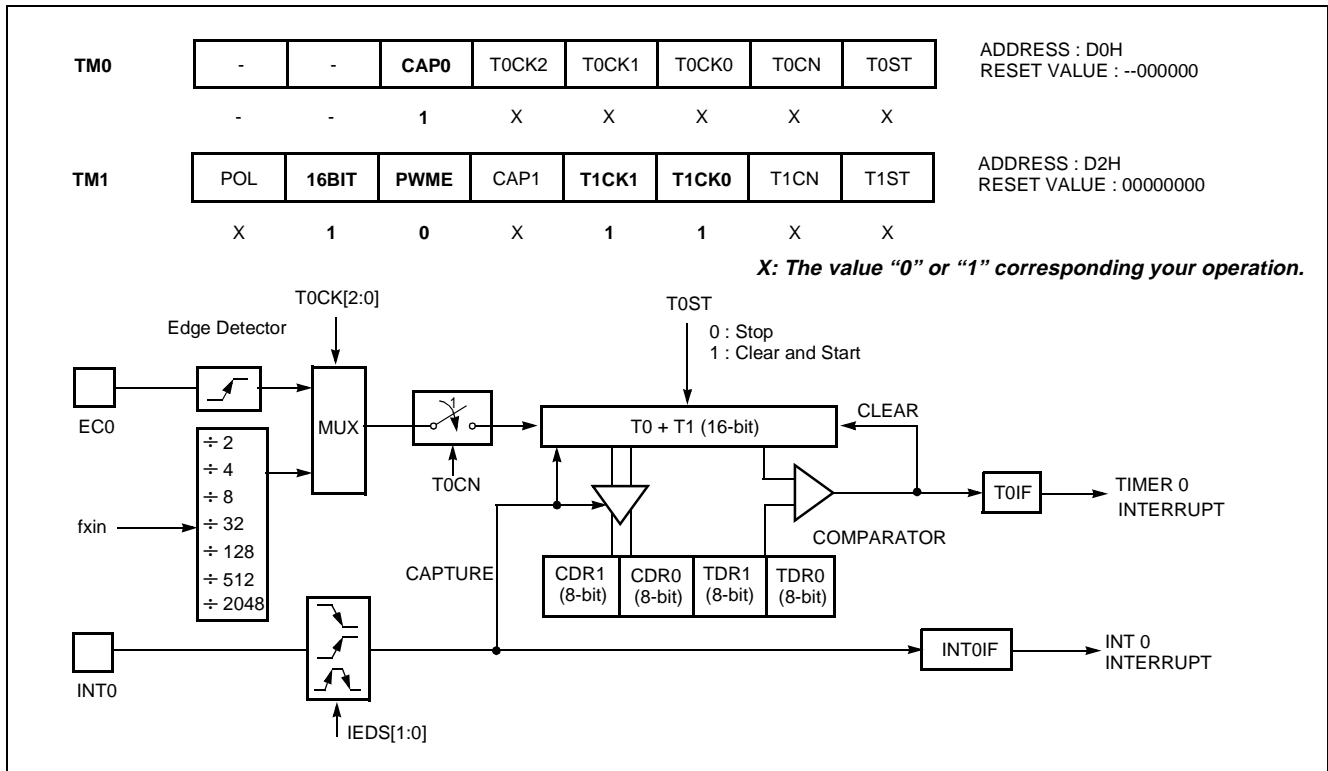 TM0 - - CAP0 T0CK2 T0CK1 T0CK0 T0CN T0ST
ADDRESS : D0H
RESET VALUE : --000000
- - 1 X X X X X
TM1 POL 16BIT PWME CAP1 T1CK1 T1CK0 T1CN T1ST
ADDRESS : D2H
RESET VALUE : 00000000
X 1 0 X 1 1 X X
X: The value “0” or “1” corresponding your operation.
T0CK[2:0]
Edge Detector
T0ST
0 : Stop
1 : Clear and Start
EC0
MUX
1
T0CN
T0 + T1 (16-bit)
CLEAR
fxin
÷ 2
÷ 4
÷ 8
÷ 32
÷ 128
÷ 512
÷ 2048
COMPARATOR
T0IF
TIMER 0
INTERRUPT
CAPTURE
CDR1 CDR0 TDR1 TDR0
(8-bit) (8-bit) (8-bit) (8-bit)
INT0
IEDS[1:0]
INT0IF
INT 0
INTERRUPT